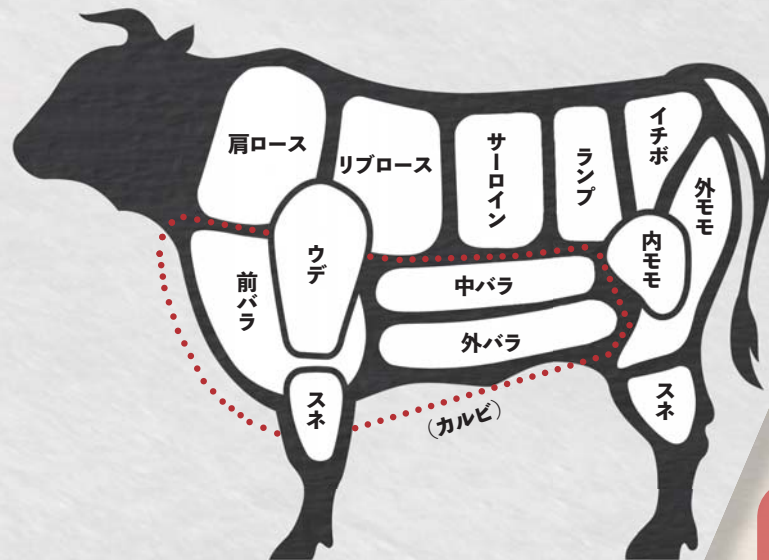 肩ロース
リブロース
サーロイン
ランプ
イチボ
外モモ
内モモ
ウデ
前バラ
中バラ
外バラ
スネ
スネ
（カルビ）